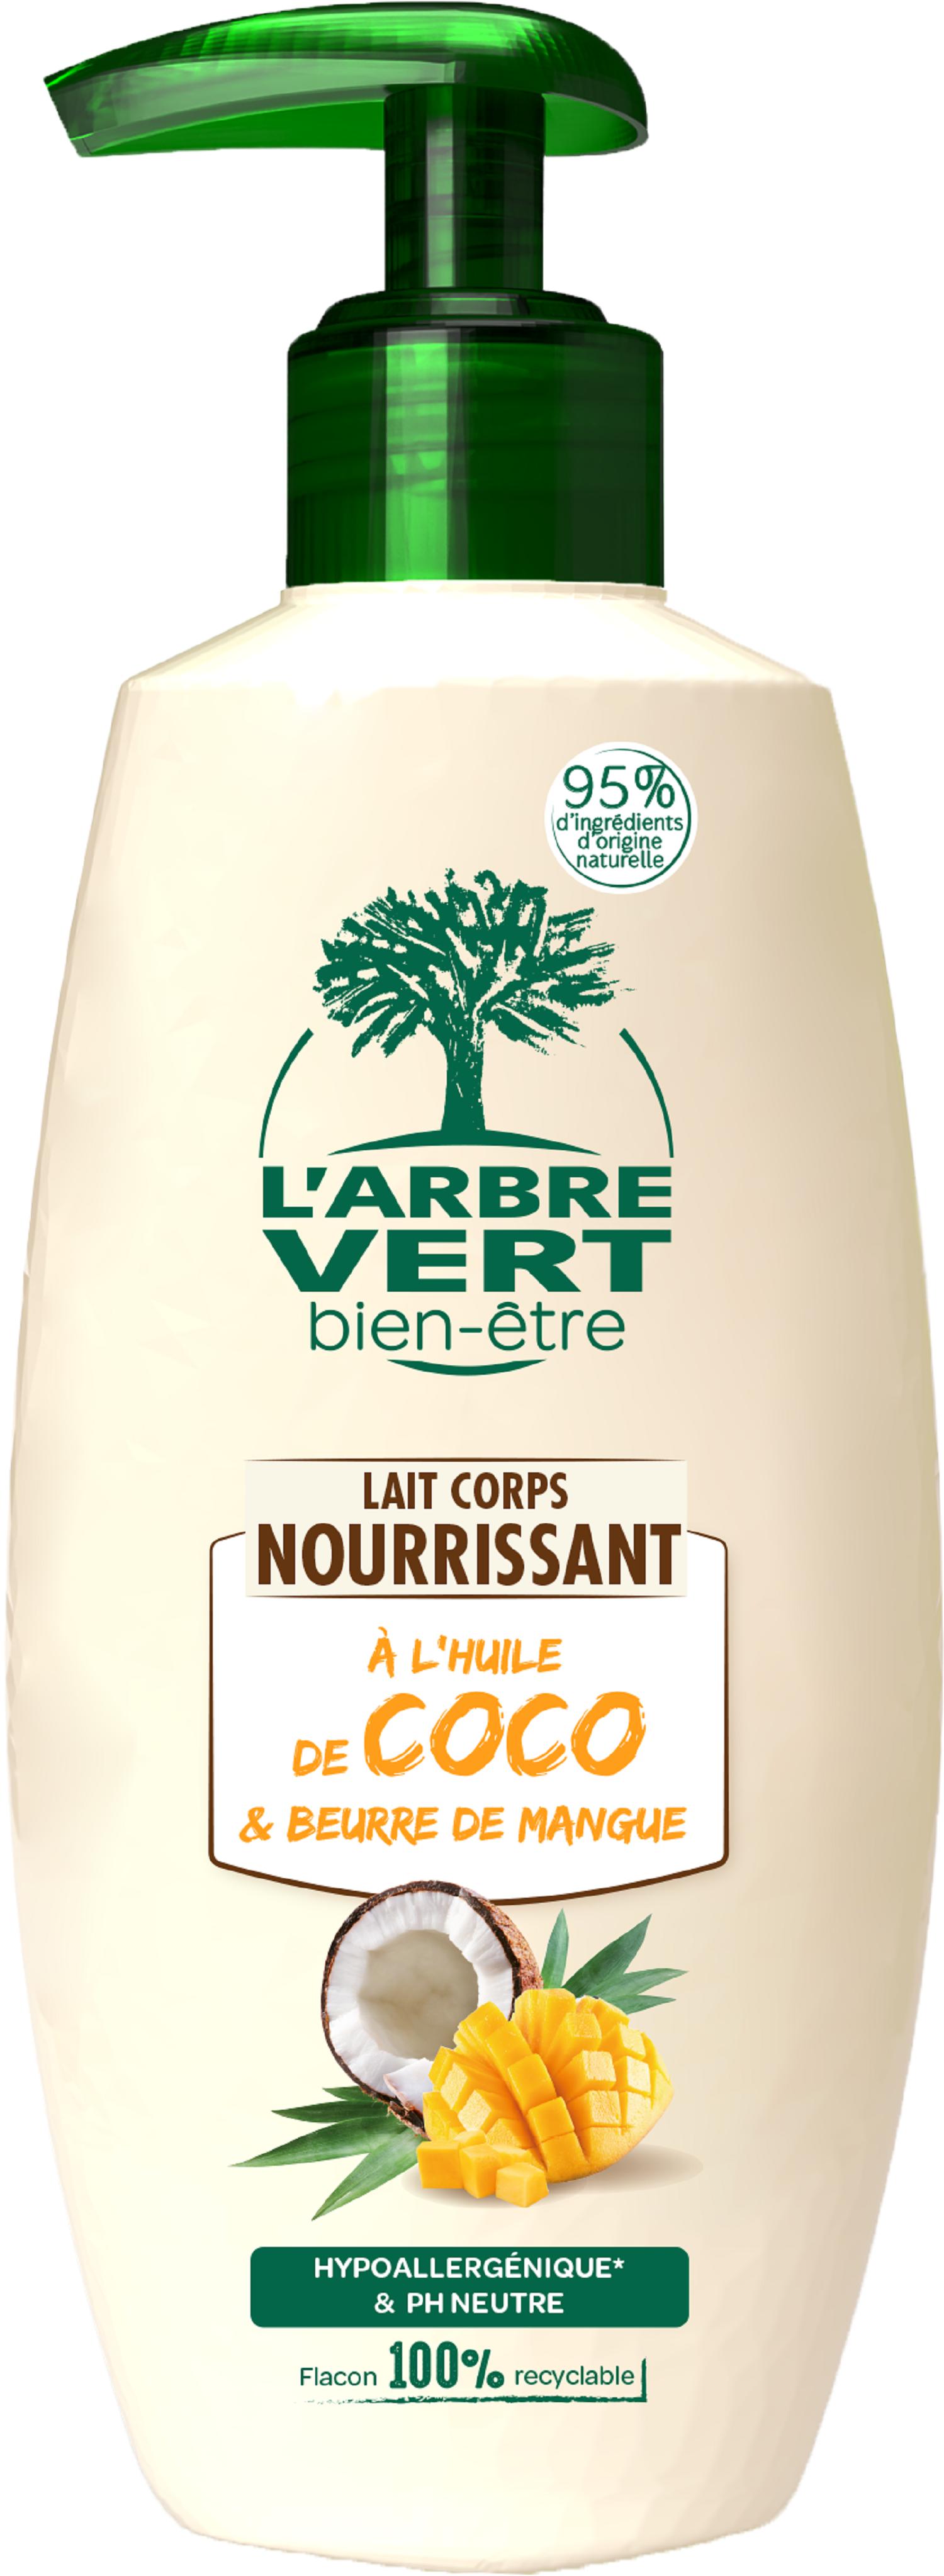 95%
d'ingrédients
d'origine
naturelle
L'ARBRE
VERT
bien-être
LAIT CORPS
NOURRISSANT
À L'HUILE
DE COCO
& BEURRE DE MANGUE
HYPOALLERGÉNIQUE*
& PH NEUTRE
Flacon 100% recyclable